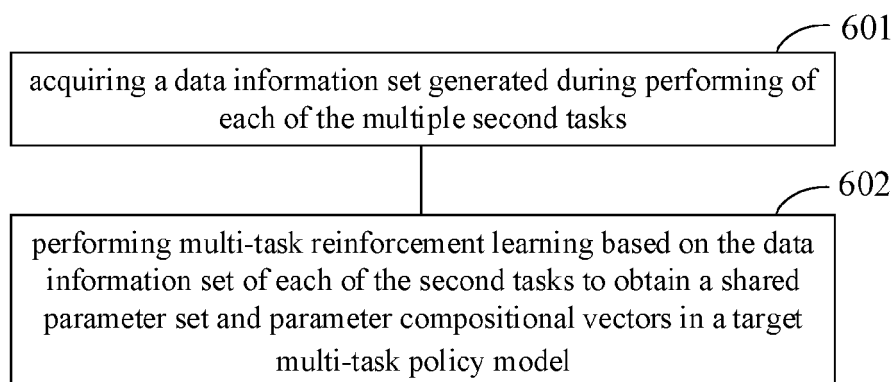 601
acquiring a data information set generated during performing of
each of the multiple second tasks
602
performing multi-task reinforcement learning based on the data
information set of each of the second tasks to obtain a shared
parameter set and parameter compositional vectors in a target
multi-task policy model